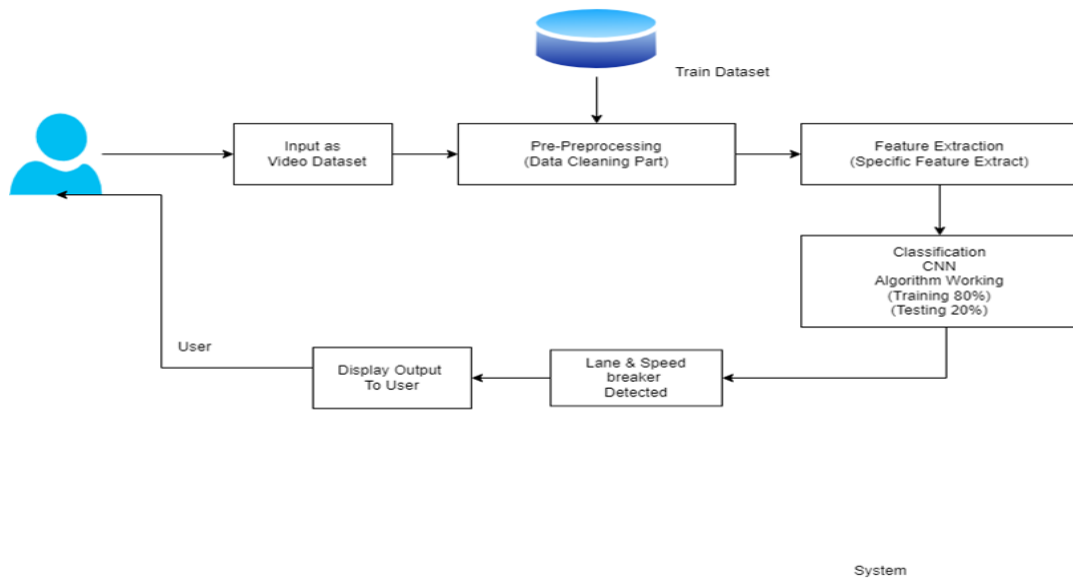 Train Dataset
Input as
Video Dataset
Pre-Preprocessing
(Data Cleaning Part)
Feature Extraction
(Specific Feature Extract)
Classification
CNN
Algorithm Working
(Training 80%)
(Testing 20%)
User
Display Output
To User
Lane & Speed
breaker
Detected
System